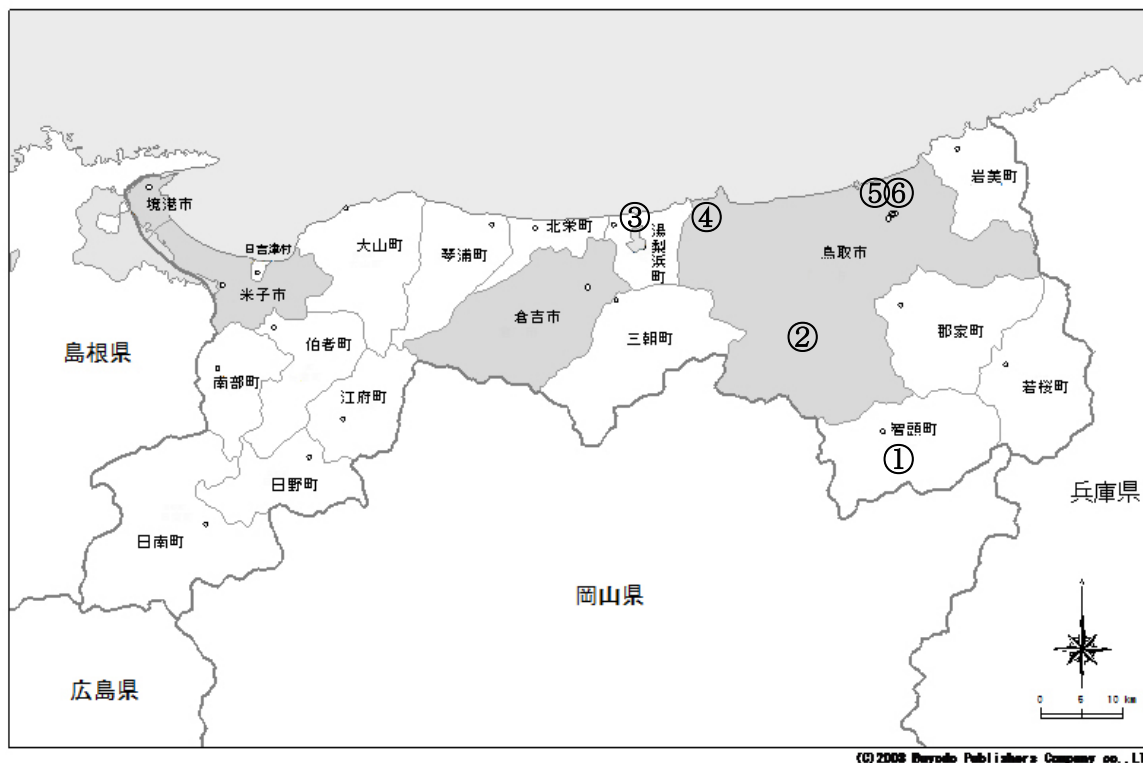 岩美町
⑤⑥
境港市
③
④
北栄町
大山町
湯梨浜町
日吉津村
琴浦町
鳥取市
米子市
倉吉市
②
三朝町
郡家町
島根県
伯耆町
南部町
若桜町
江府町
智頭町
①
日野町
兵庫県
日南町
岡山県
広島県
0 5 10 km
(C)2003 Buyodo Publishers Company co.,L